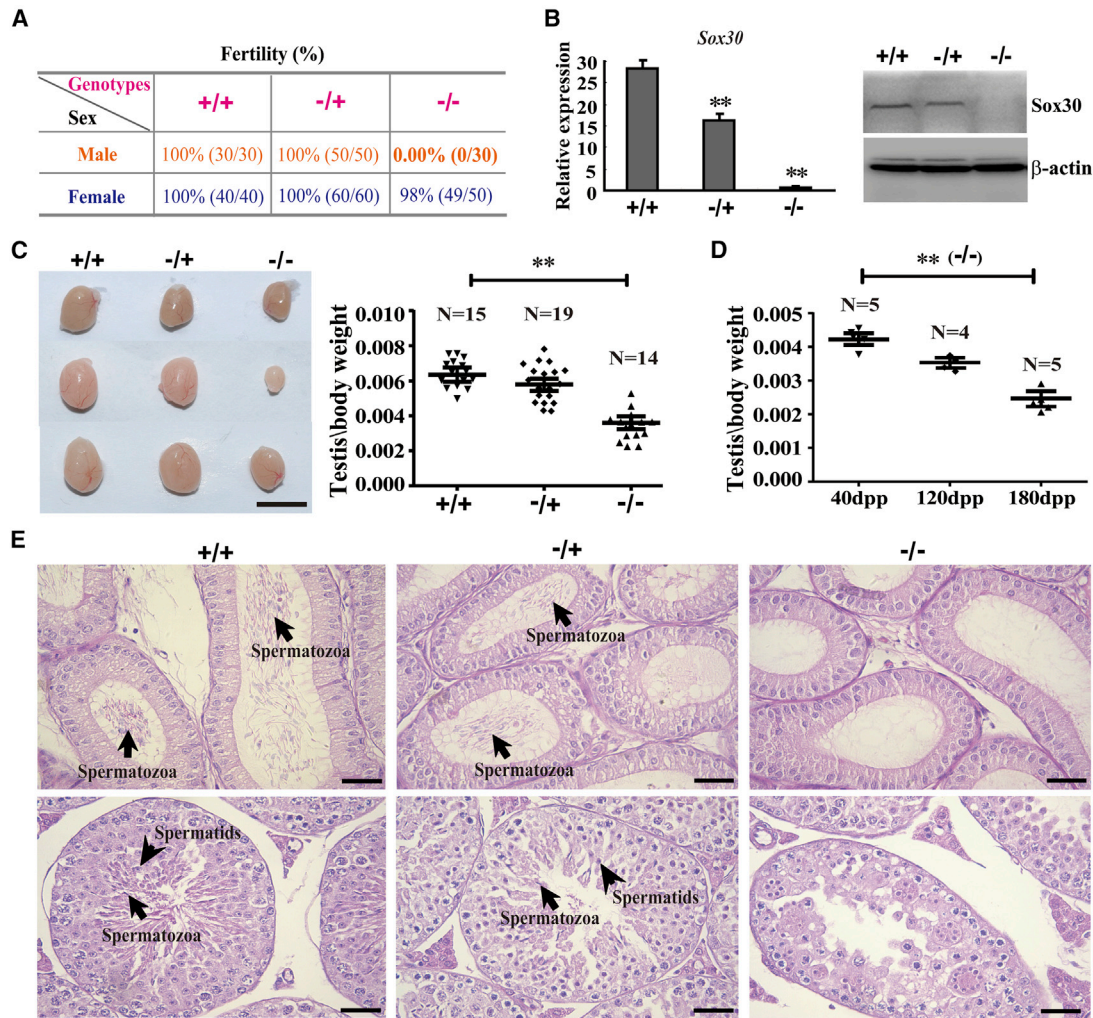 A
Fertility (%)
Genotypes
Sex
+/+
-/+
-/-
Male
100% (30/30)
100% (50/50)
0.00% (0/30)
Female
100% (40/40)
100% (60/60)
98% (49/50)
B
Sox30
Relative expression
30
25
20
15
10
5
0
**
**
+/+
-/+
-/-
+/+
-/+
-/-
Sox30
β-actin
C
+/+
-/+
-/-
**
Testis\body weight
0.010
0.008
0.006
0.004
0.002
0.000
N=15
N=19
N=14
+/+
-/+
-/-
D
** (-/-)
Testis\body weight
0.005
0.004
0.003
0.002
0.001
0.000
N=5
N=4
N=5
40dpp
120dpp
180dpp
E
+/+
-/+
-/-
Spermatozoa
Spermatozoa
Spermatozoa
Spermatozoa
Spermatids
Spermatozoa
Spermatids
Spermatozoa